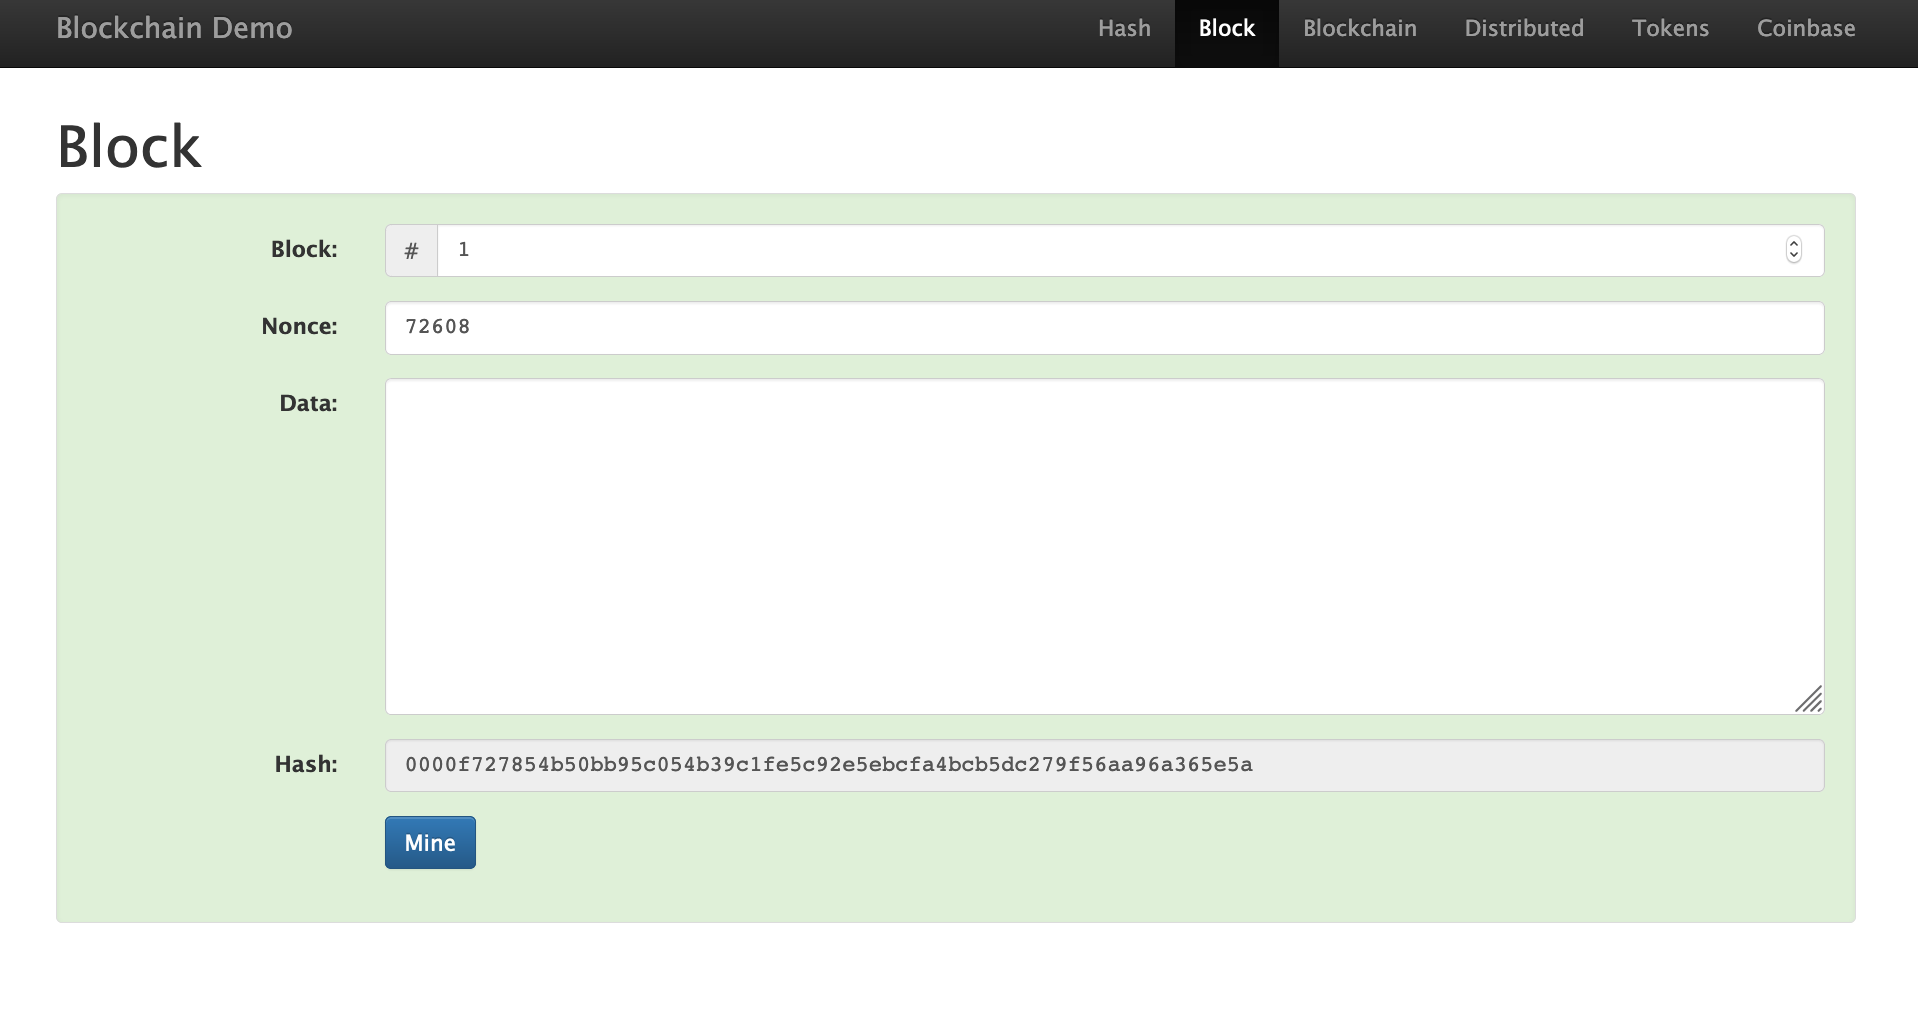 Blockchain Demo Hash Block Blockchain Distributed Tokens Coinbase
Block
Block: # 1
Nonce: 72608
Data:
Hash: 0000f727854b50bb95c054b39c1fe5c92e5ebcfa4bcb5dc279f56aa96a365e5a
Mine